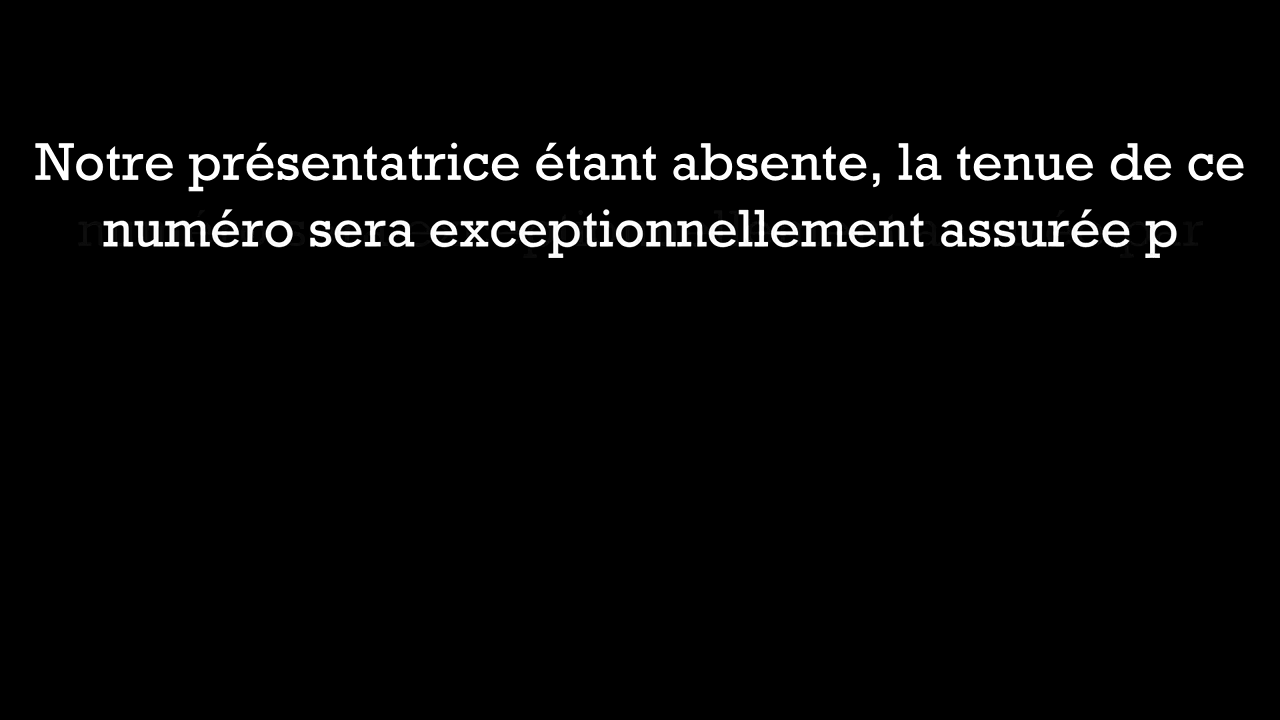 Notre présentatrice étant absente, la tenue de ce
numéro sera exceptionnellement assurée p